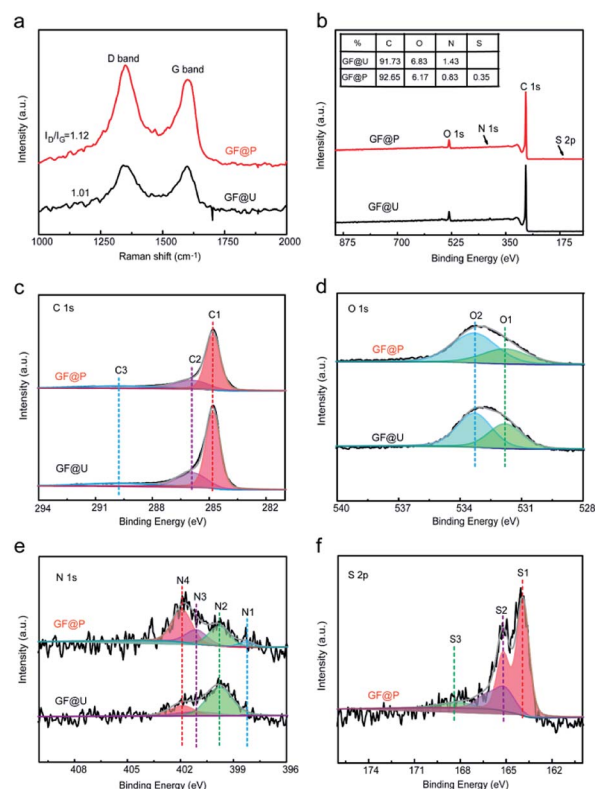 a
D band
G band
I_D/I_G=1.12
GF@P
1.01
GF@U
Intensity (a.u.)
1000 1250 1500 1750 2000
Raman shift (cm-1)
b
% C O N S
GF@U 91.73 6.83 1.43
GF@P 92.65 6.17 0.83 0.35
C 1s
O 1s
N 1s
S 2p
GF@P
GF@U
Intensity (a.u.)
875 700 525 350 175
Binding Energy (eV)
c
C 1s
C1
C2
C3
GF@P
GF@U
Intensity (a.u.)
294 291 288 285 282
Binding Energy (eV)
d
O 1s
O2 O1
GF@P
GF@U
Intensity (a.u.)
540 537 534 531 528
Binding Energy (eV)
e
N 1s
N4 N3 N2 N1
GF@P
GF@U
Intensity (a.u.)
408 405 402 399 396
Binding Energy (eV)
f
S 2p
S1
S2
S3
GF@P
Intensity (a.u.)
174 171 168 165 162
Binding Energy (eV)